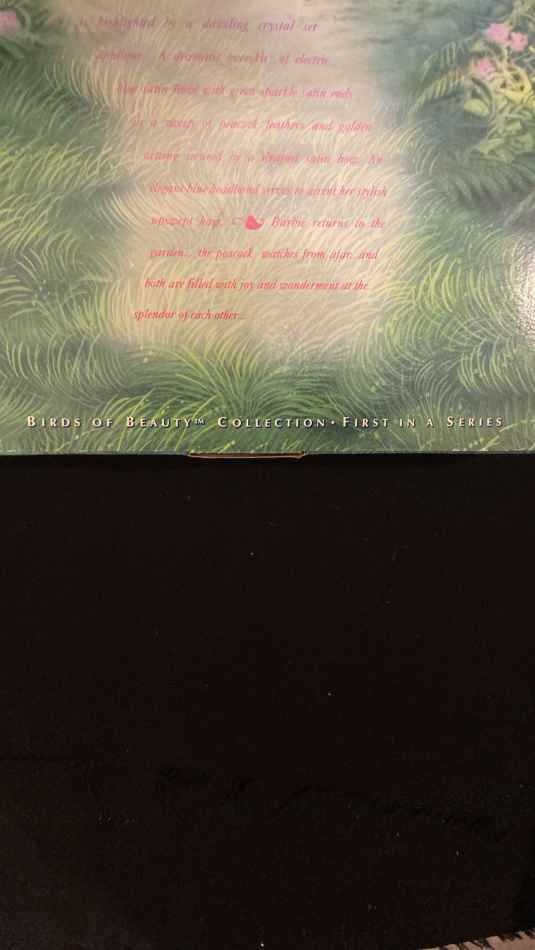 is highlighted by a dazzling crystal set
appliqué. A dramatic overskirt of electric
blue satin lined with green sparkle satin ends
in a sweep of peacock feathers and golden
netting secured by a draped satin bow. An
elegant blue headband serves to accent her stylish
upswept hair. Barbie returns to the
garden... the peacock watches from afar...and
both are filled with joy and wonderment at the
splendor of each other...
BIRDS OF BEAUTY™ COLLECTION • FIRST IN A SERIES